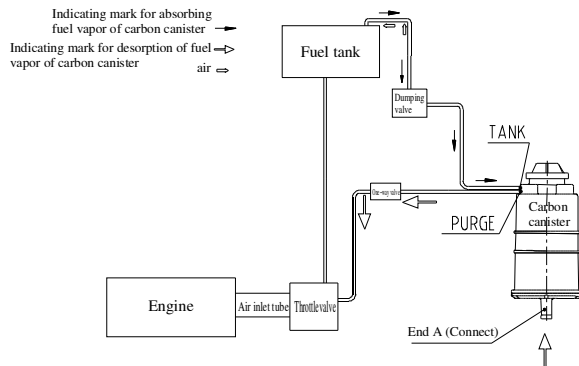 Indicating mark for absorbing
fuel vapor of carbon canister
Indicating mark for desorption of fuel
vapor of carbon canister
air
Fuel tank
Dumping
valve
TANK
One-way valve
PURGE
Carbon
canister
Engine
Air inlet tube
Throttle valve
End A (Connect)